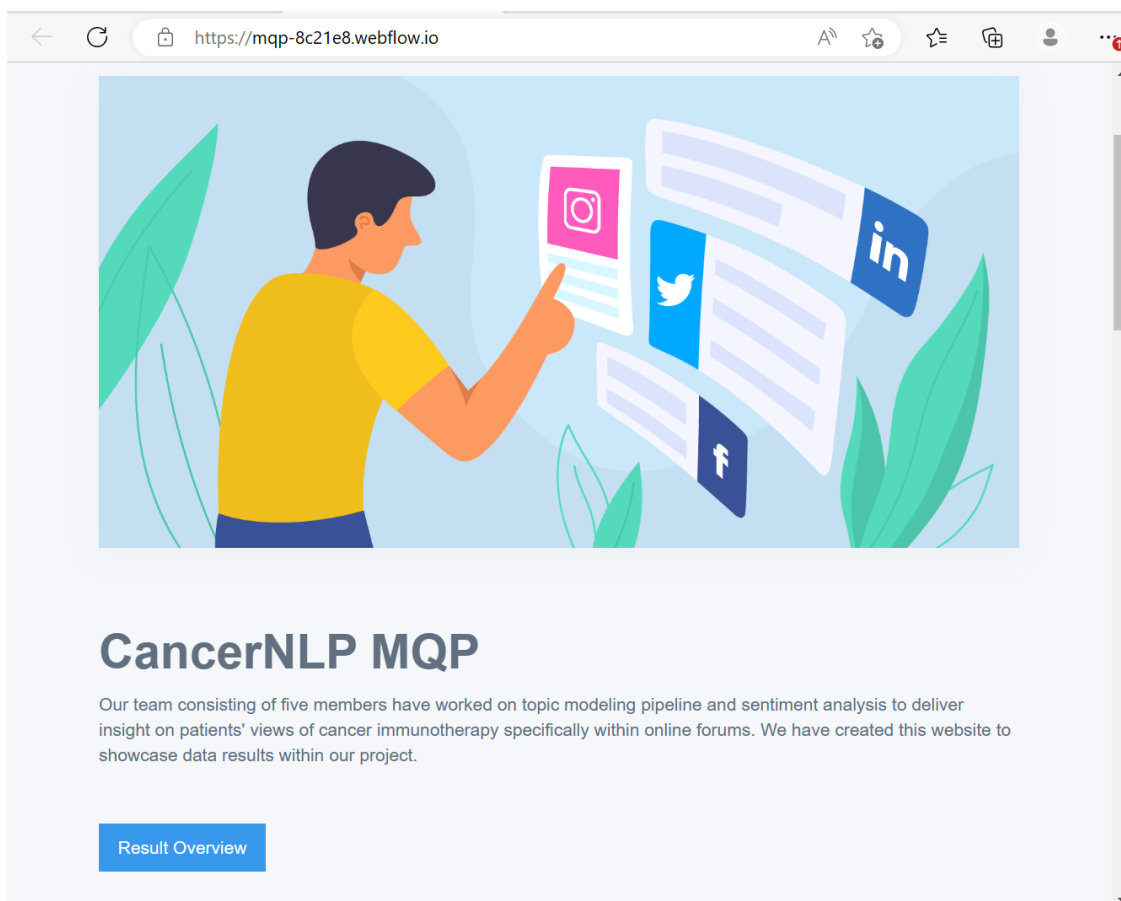 https://mqp-8c21e8.webflow.io
in
f
CancerNLP MQP
Our team consisting of five members have worked on topic modeling pipeline and sentiment analysis to deliver
insight on patients' views of cancer immunotherapy specifically within online forums. We have created this website to
showcase data results within our project.
Result Overview